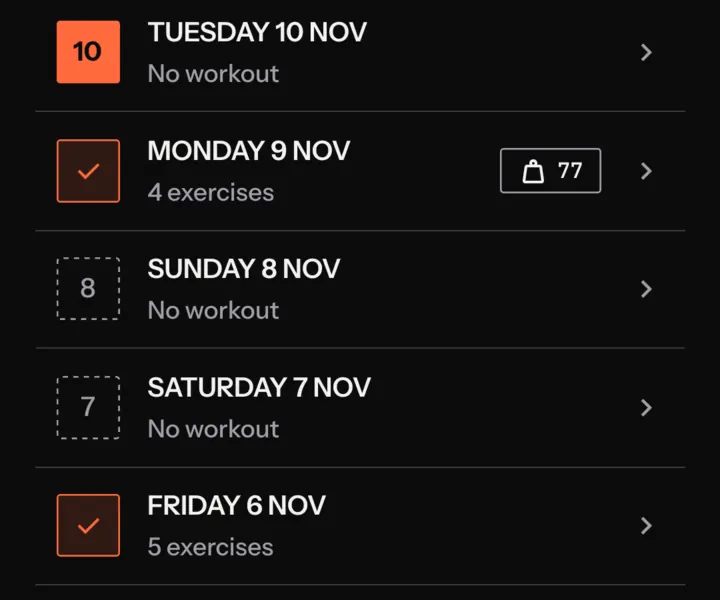 10
TUESDAY 10 NOV
No workout
MONDAY 9 NOV
4 exercises
77
8
SUNDAY 8 NOV
No workout
7
SATURDAY 7 NOV
No workout
FRIDAY 6 NOV
5 exercises